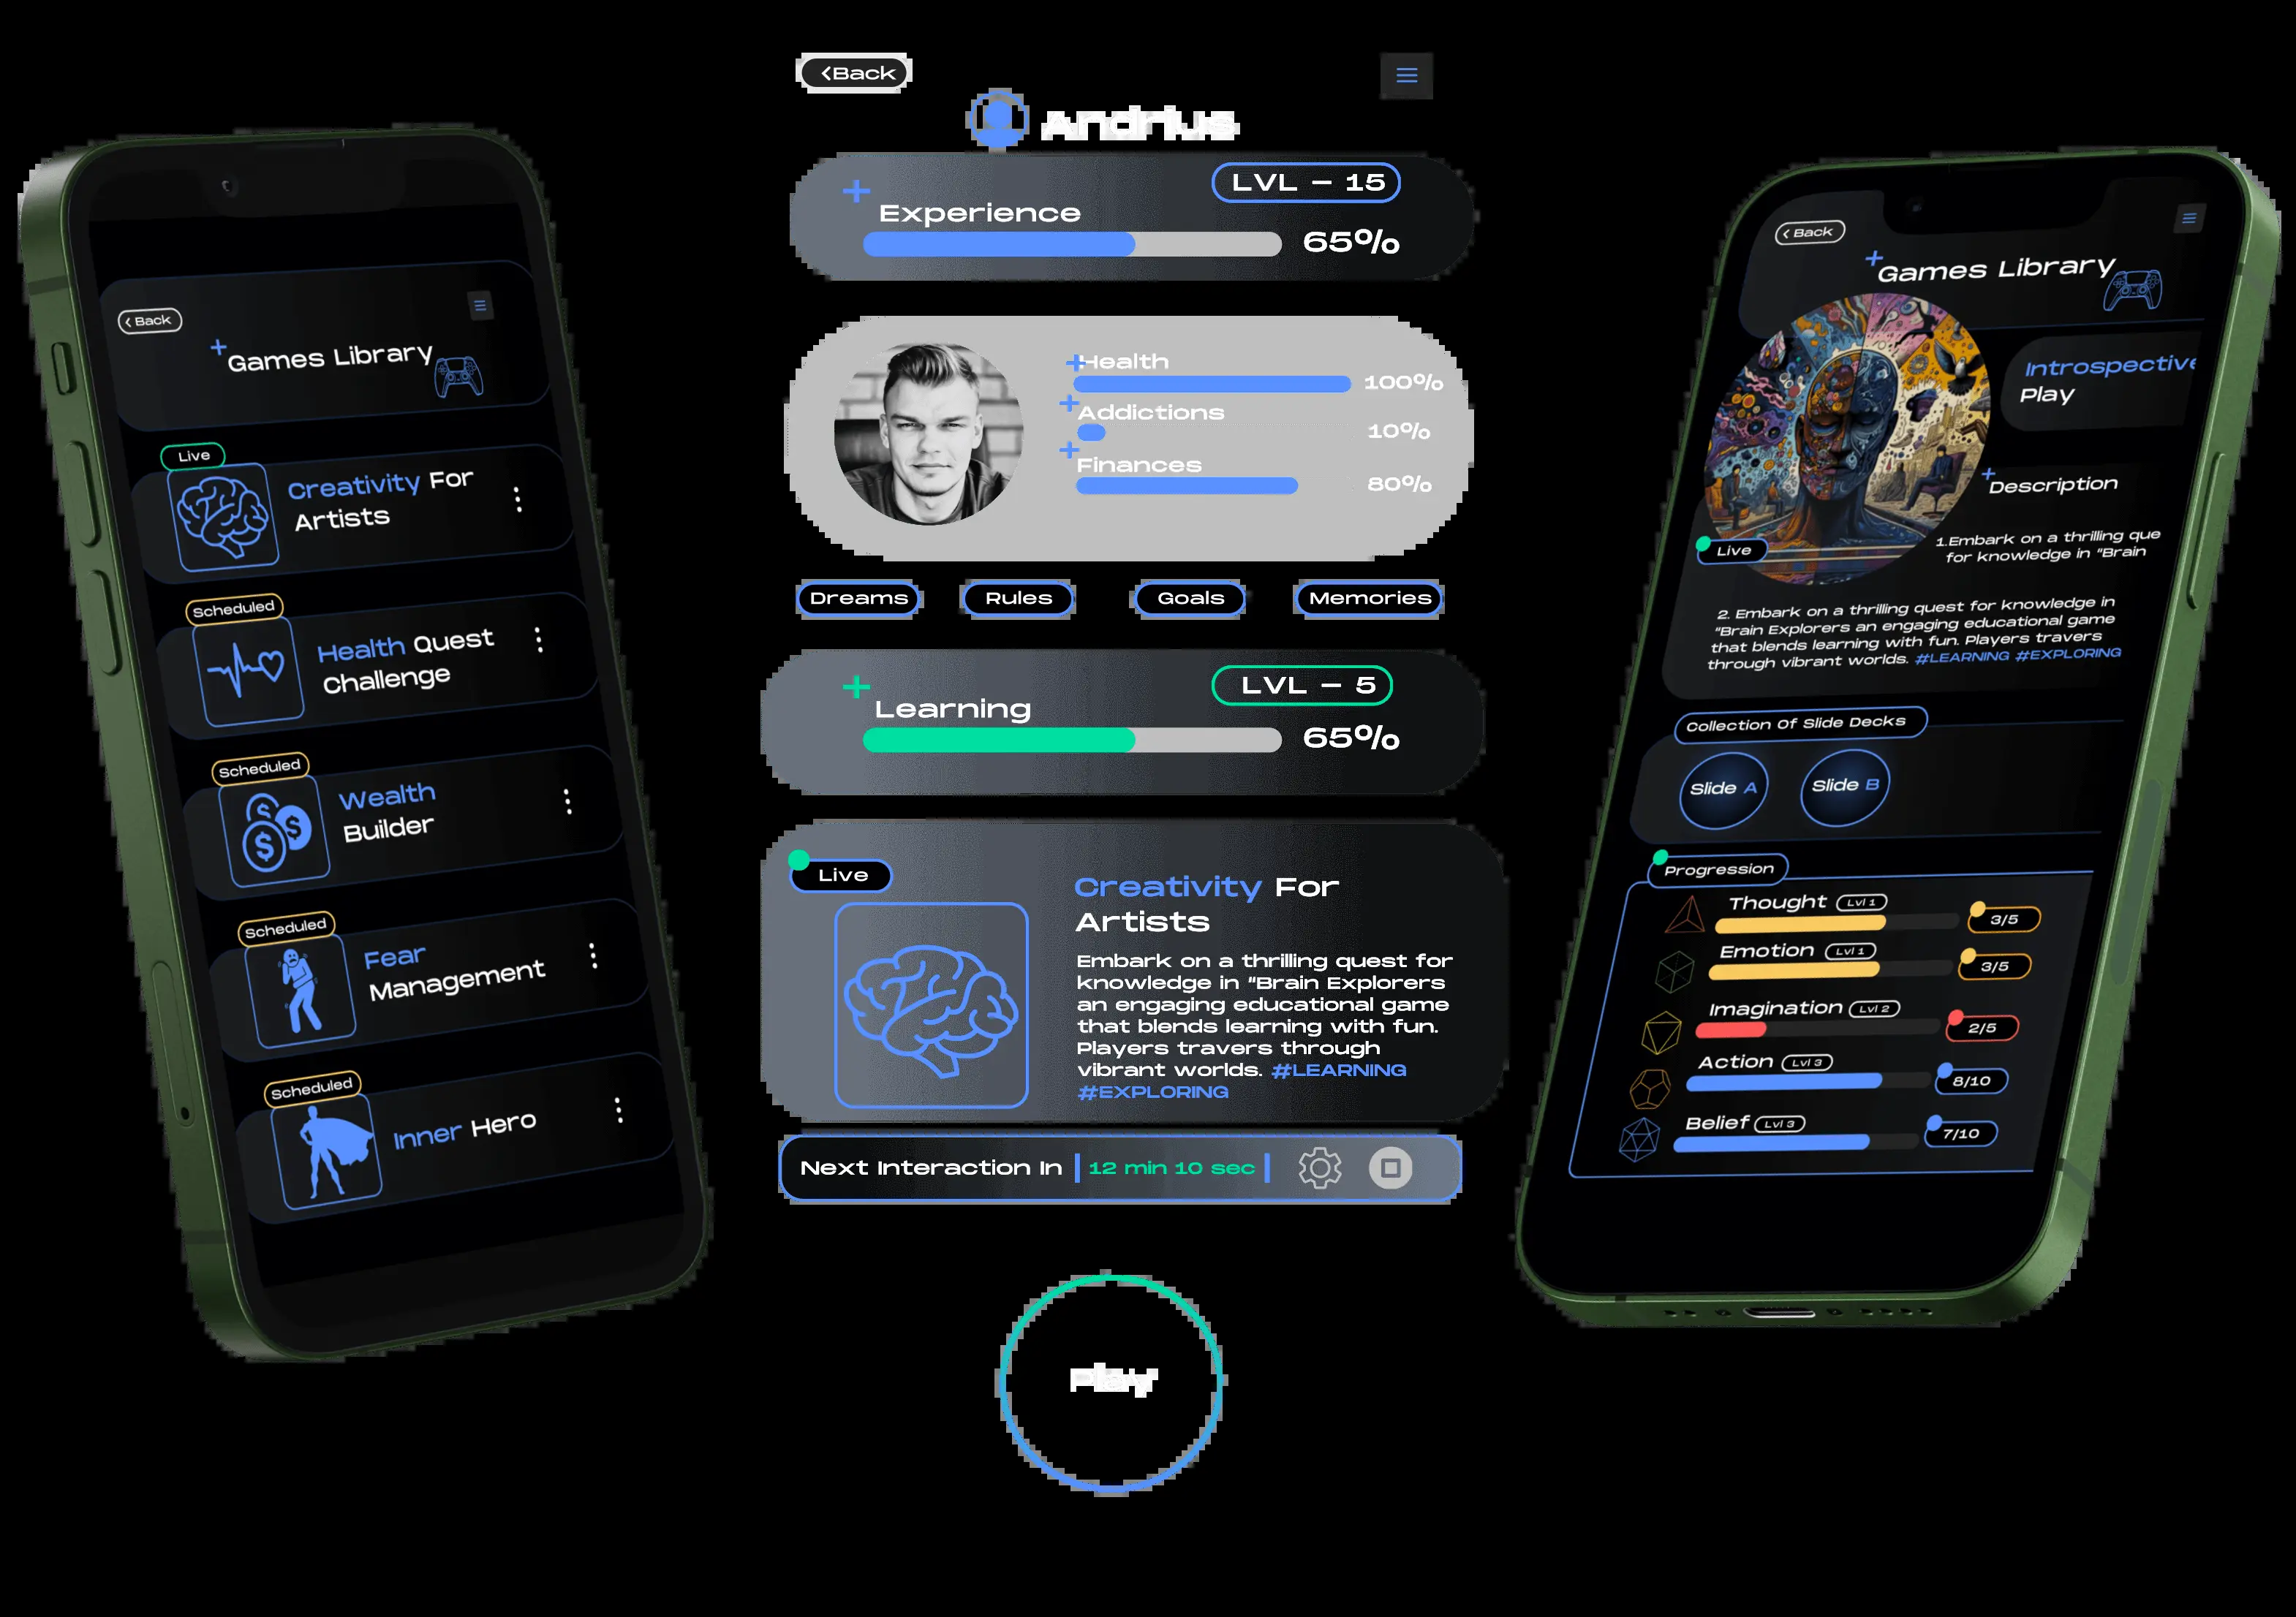 Back
Games Library
Live
Creativity For
Artists
Scheduled
Health Quest
Challenge
Scheduled
Wealth
Builder
Scheduled
Fear
Management
Scheduled
Inner Hero
Back
Andrius
LVL – 15
Experience
65%
Health
100%
Addictions
10%
Finances
80%
Dreams
Rules
Goals
Memories
LVL – 5
Learning
65%
Live
Creativity For
Artists
Embark on a thrilling quest for
knowledge in “Brain Explorers
an engaging educational game
that blends learning with fun.
Players travers through
vibrant worlds. #LEARNING
#EXPLORING
Next Interaction In | 12 min 10 sec |
Play
Back
Games Library
Introspective
Play
Description
Live
1.Embark on a thrilling que
for knowledge in “Brain
2. Embark on a thrilling quest for knowledge in
“Brain Explorers an engaging educational game
that blends learning with fun. Players travers
through vibrant worlds. #LEARNING #EXPLORING
Collection Of Slide Decks
Slide A
Slide B
Progression
Thought Lvl 1
3/5
Emotion Lvl 1
3/5
Imagination Lvl 2
2/5
Action Lvl 3
8/10
Belief Lvl 3
7/10